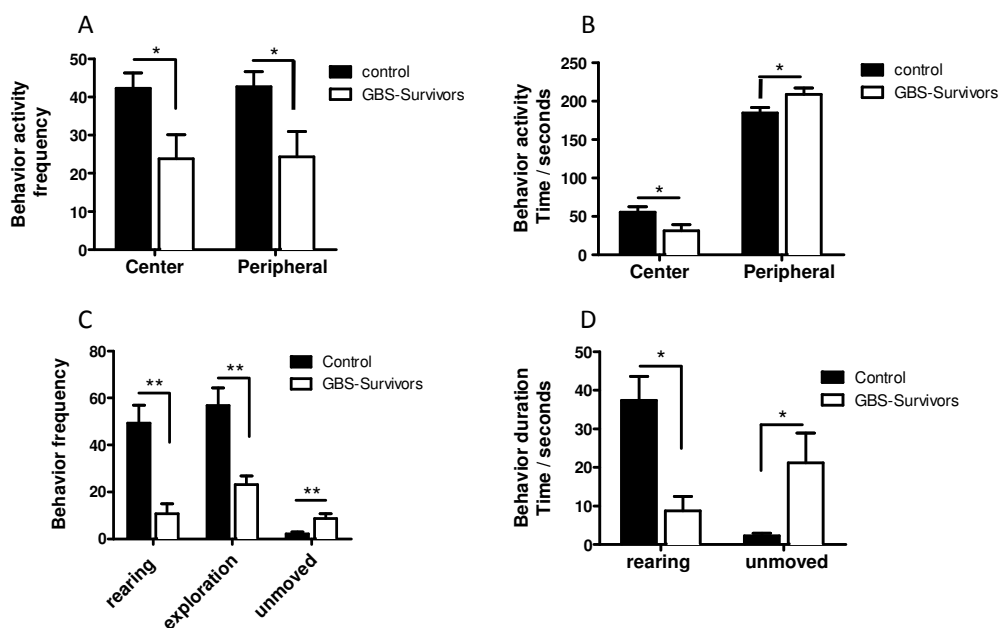 A
Behavior activity
frequency
50
40
30
20
10
0
*
*
control
GBS-Survivors
Center
Peripheral
B
Behavior activity
Time / seconds
250
200
150
100
50
0
*
*
control
GBS-Survivors
Center
Peripheral
C
Behavior frequency
80
60
40
20
0
**
**
**
Control
GBS-Survivors
rearing
exploration
unmoved
D
Behavior duration
Time / seconds
50
40
30
20
10
0
*
*
Control
GBS-Survivors
rearing
unmoved